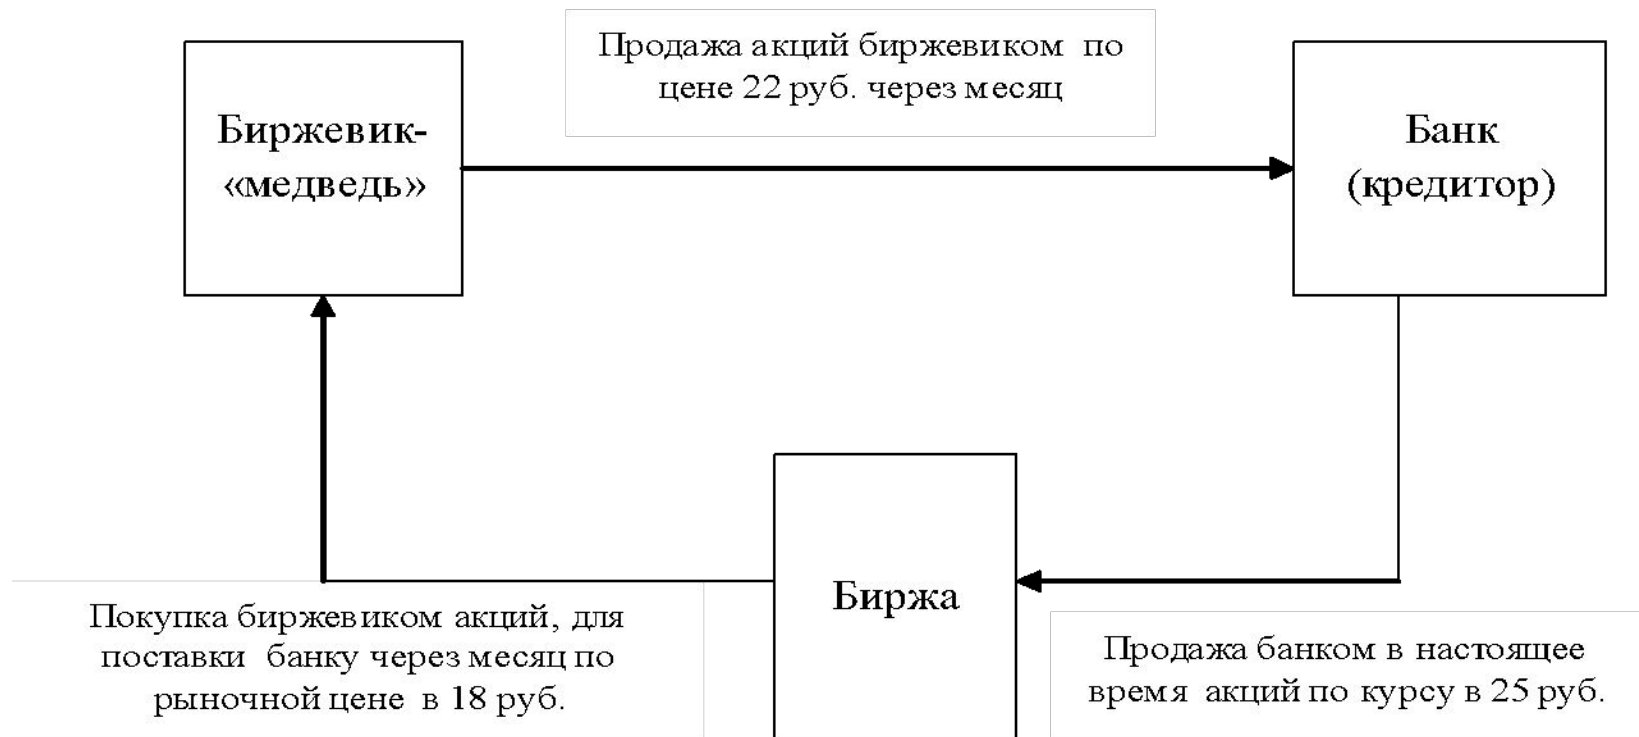 Продажа акций биржевиком по
цене 22 руб. через месяц
Биржевик-
«медведь»
Банк
(кредитор)
Биржа
Покупка биржевиком акций, для
поставки банку через месяц по
рыночной цене в 18 руб.
Продажа банком в настоящее
время акций по курсу в 25 руб.